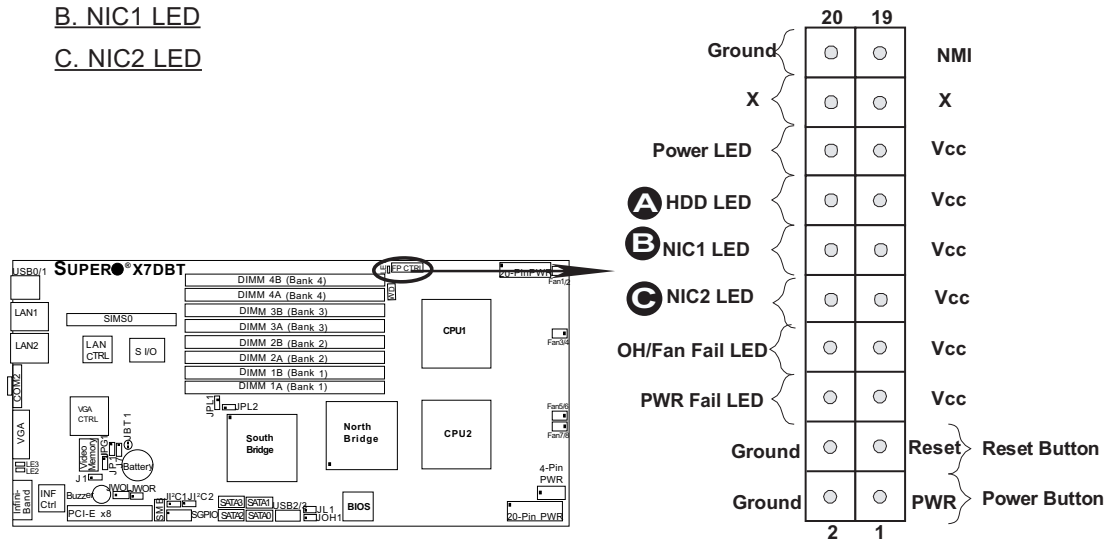 B. NIC1 LED
C. NIC2 LED
20 19
Ground NMI
X X
Power LED Vcc
A HDD LED Vcc
B NIC1 LED Vcc
C NIC2 LED Vcc
OH/Fan Fail LED Vcc
PWR Fail LED Vcc
Ground Reset Reset Button
Ground PWR Power Button
2 1
USB0/1
SUPER® X7DBT
FP CTRL
20-PinPWR
Fan1/2
DIMM 4B (Bank 4)
DIMM 4A (Bank 4)
WD
DIMM 3B (Bank 3)
DIMM 3A (Bank 3)
DIMM 2B (Bank 2)
DIMM 2A (Bank 2)
DIMM 1B (Bank 1)
DIMM 1A (Bank 1)
LAN1
SIMS0
LAN2
LAN
CTRL
S I/O
CPU1
Fan3/4
COM2
JPL1
JPL2
VGA
CTRL
VGA
JBT1
JPG1
South
Bridge
North
Bridge
CPU2
Fan5/6
Fan7/8
Video
Memory
Battery
LE3
LE2
J1
JWOL
JWOR
4-Pin
PWR
Infini-
Band
INF
Ctrl
Buzzer
PCI-E x8
SMB
JI²C1
JI²C2
SGPIO
SATA3
SATA1
SATA2
SATA0
USB2/3
JL1
JOH1
BIOS
20-Pin PWR